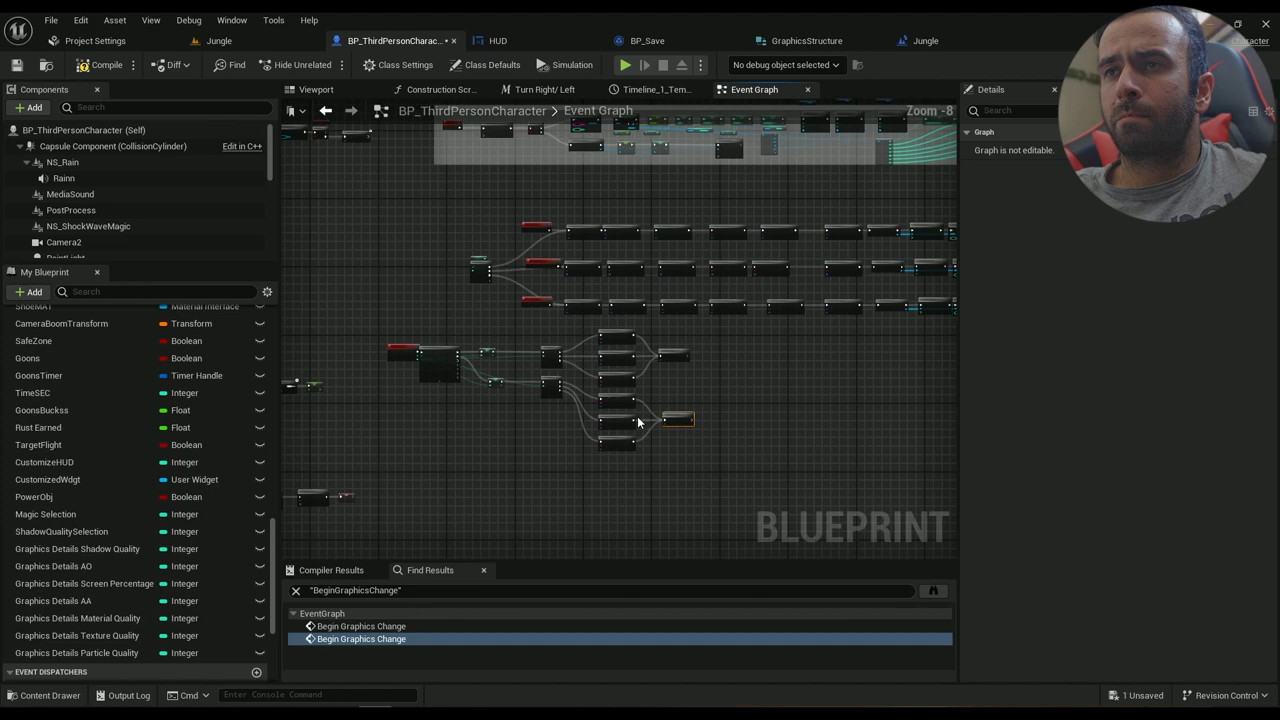 File Edit Asset View Debug Window Tools Help
Project Settings Jungle BP_ThirdPersonCharac... • HUD BP_Save GraphicsStructure Jungle Character
Compile Diff Find Hide Unrelated Class Settings Class Defaults Simulation No debug object selected
Components Viewport Construction Scr... Turn Right/ Left Timeline_1_Tem... Event Graph Details
Add Search BP_ThirdPersonCharacter > Event Graph Zoom -8 Search
BP_ThirdPersonCharacter (Self) Graph
Capsule Component (CollisionCylinder) Edit in C++ Graph is not editable.
NS_Rain
Rainn
MediaSound
PostProcess
NS_ShockWaveMagic
Camera2
PointLight
My Blueprint
Add Search
ShoeMAT Material Interface
CameraBoomTransform Transform
SafeZone Boolean
Goons Boolean
GoonsTimer Timer Handle
TimeSEC Integer
GoonsBuckss Float
Rust Earned Float
TargetFlight Boolean
CustomizeHUD Integer
CustomizedWdgt User Widget
PowerObj Boolean
Magic Selection Integer
ShadowQualitySelection Integer
BLUEPRINT
Graphics Details Shadow Quality Integer
Graphics Details AO Integer
Graphics Details Screen Percentage Integer
Graphics Details AA Integer
Graphics Details Material Quality Integer
Graphics Details Texture Quality Integer
Graphics Details Particle Quality Integer
EVENT DISPATCHERS
Compiler Results Find Results
"BeginGraphicsChange"
EventGraph
Begin Graphics Change
Begin Graphics Change
Content Drawer Output Log Cmd Enter Console Command 1 Unsaved Revision Control